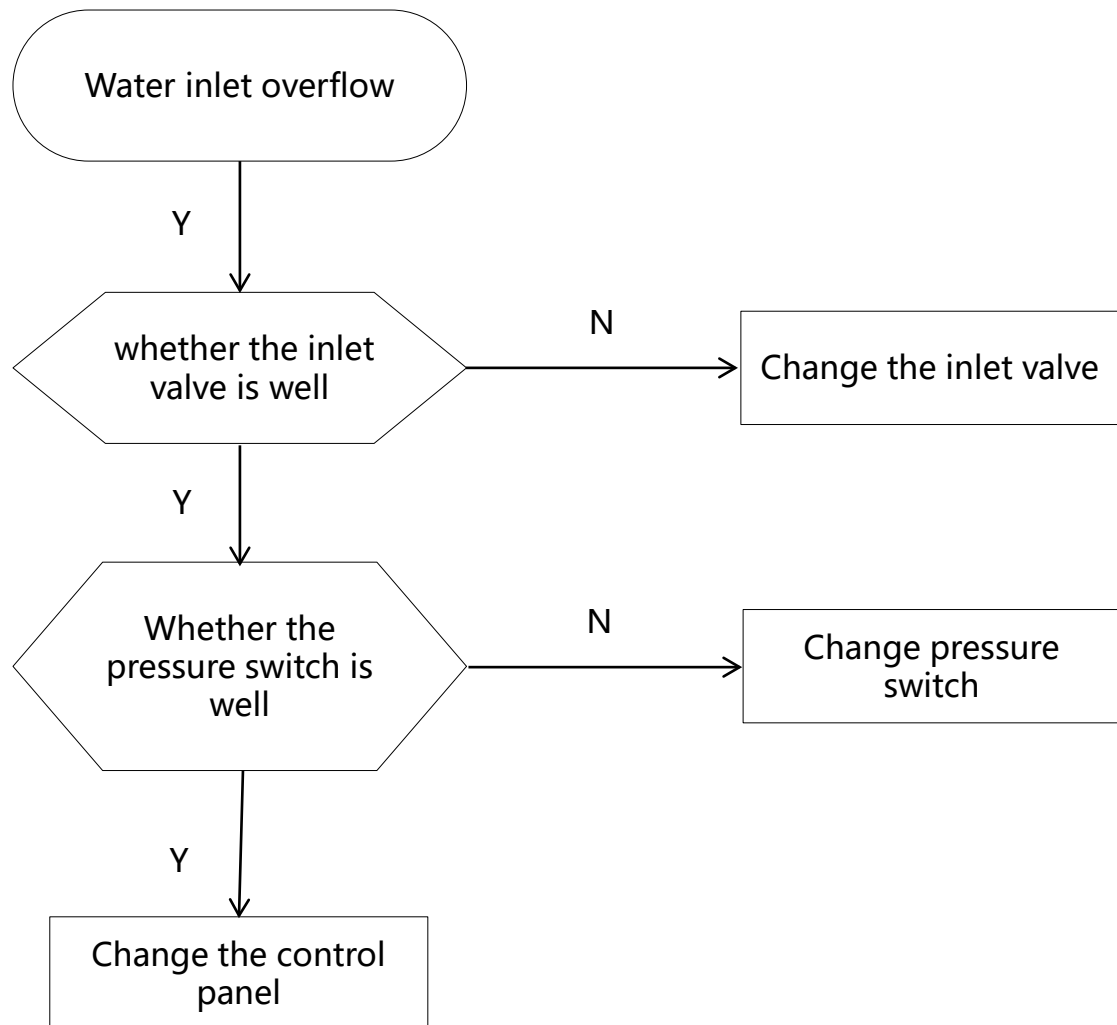 Water inlet overflow
Y
whether the inlet
valve is well
N
Change the inlet valve
Y
Whether the
pressure switch is
well
N
Change pressure
switch
Y
Change the control
panel